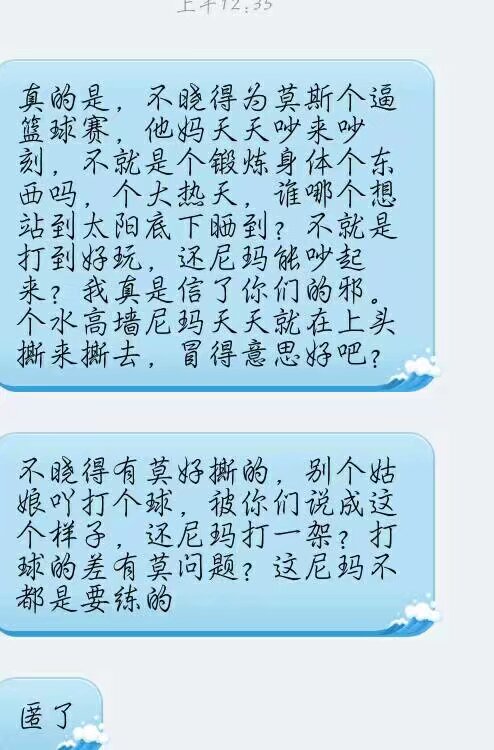 上午12:35
真的是，不晓得为莫斯个逼
篮球赛，他妈天天吵来吵
刻，不就是个锻炼身体个东
西吗，个大热天，谁哪个想
站到太阳底下晒到？不就是
打到好玩，还尼玛能吵起
来？我真是信了你们的邪。
个水高墙尼玛天天就在上头
撕来撕去，冒得意思好吧？
不晓得有莫好撕的，别个姑
娘吖打个球，被你们说成这
个样子，还尼玛打一架？打
球的差有莫问题？这尼玛不
都是要练的
匿了